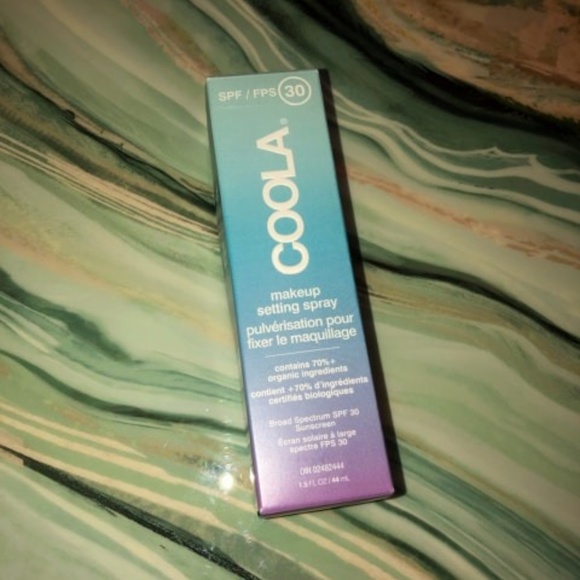 SPF / FPS 30
COOLA®
makeup
setting spray
pulvérisation pour
fixer le maquillage
contains 70%+
organic ingredients
contient +70% d'ingrédients
certifiés biologiques
Broad Spectrum SPF 30
Sunscreen
Écran solaire à large
spectre FPS 30
DIN 02482444
1.5 FL OZ / 44 mL